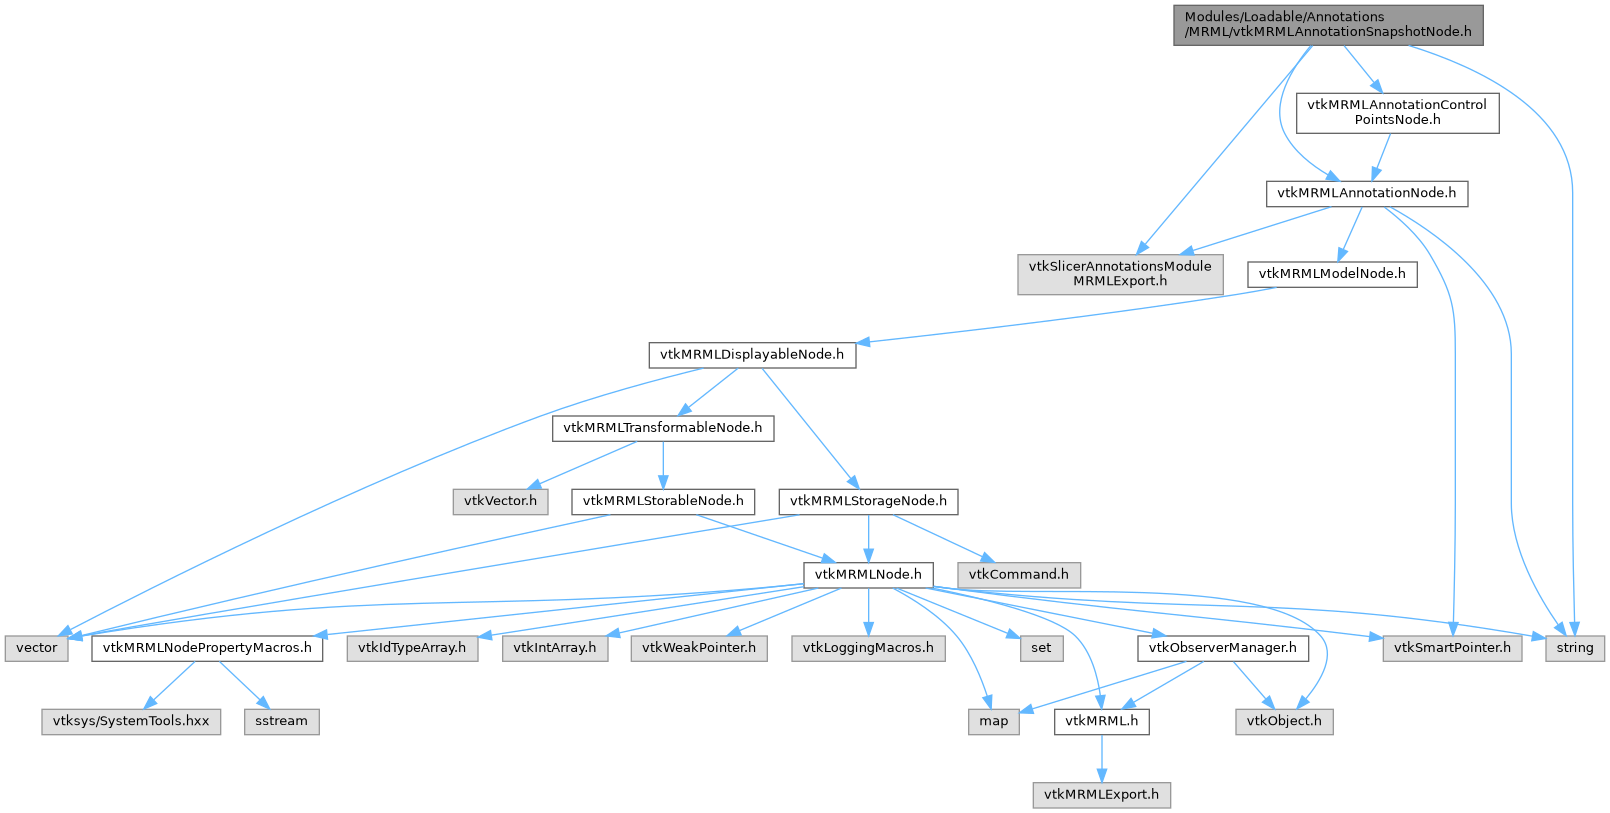 Modules/Loadable/Annotations
/MRML/vtkMRMLAnnotationSnapshotNode.h
vtkMRMLAnnotationControl
PointsNode.h
vtkMRMLAnnotationNode.h
vtkSlicerAnnotationsModule
MRMLExport.h
vtkMRMLModelNode.h
vtkMRMLDisplayableNode.h
vtkMRMLTransformableNode.h
vtkVector.h
vtkMRMLStorableNode.h
vtkMRMLStorageNode.h
vtkMRMLNode.h
vtkCommand.h
vector
vtkMRMLNodePropertyMacros.h
vtkIdTypeArray.h
vtkIntArray.h
vtkWeakPointer.h
vtkLoggingMacros.h
set
vtkObserverManager.h
vtkSmartPointer.h
string
vtksys/SystemTools.hxx
sstream
map
vtkMRML.h
vtkObject.h
vtkMRMLExport.h